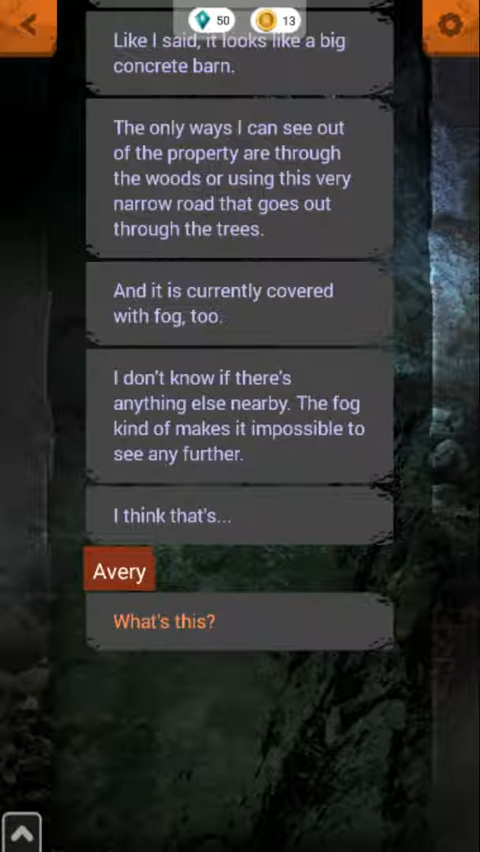 50
13
Like I said, it looks like a big
concrete barn.
The only ways I can see out
of the property are through
the woods or using this very
narrow road that goes out
through the trees.
And it is currently covered
with fog, too.
I don't know if there's
anything else nearby. The fog
kind of makes it impossible to
see any further.
I think that's...
Avery
What's this?